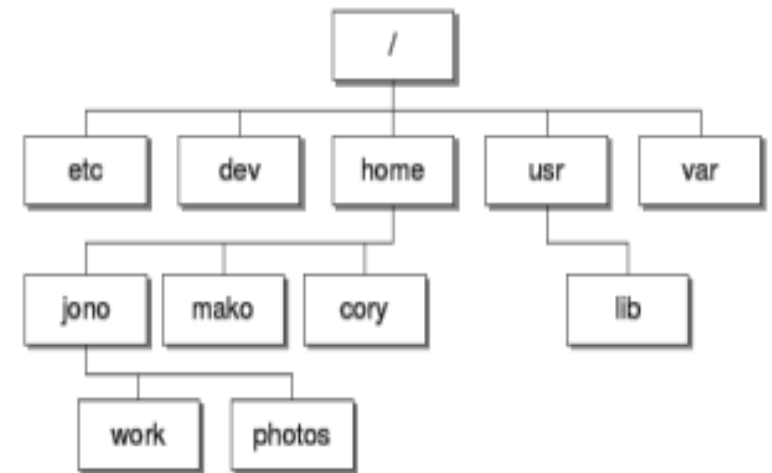 /
etc dev home usr var
jono mako cory lib
work photos